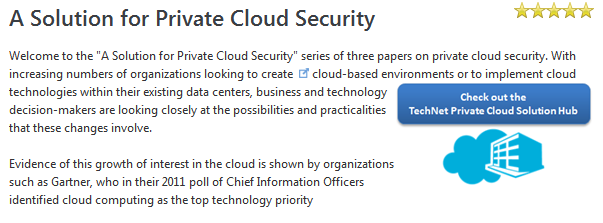 A Solution for Private Cloud Security
Welcome to the "A Solution for Private Cloud Security" series of three papers on private cloud security. With
increasing numbers of organizations looking to create cloud-based environments or to implement cloud
technologies within their existing data centers, business and technology
decision-makers are looking closely at the possibilities and practicalities
that these changes involve.
Check out the
TechNet Private Cloud Solution Hub
Evidence of this growth of interest in the cloud is shown by organizations
such as Gartner, who in their 2011 poll of Chief Information Officers
identified cloud computing as the top technology priority